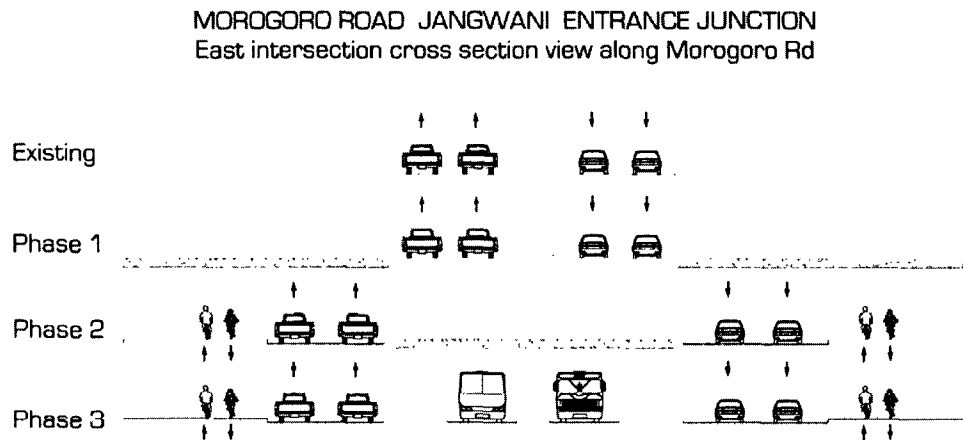 MOROGORO ROAD JANGWANI ENTRANCE JUNCTION
East intersection cross section view along Morogoro Rd
Existing
Phase 1
Phase 2
Phase 3